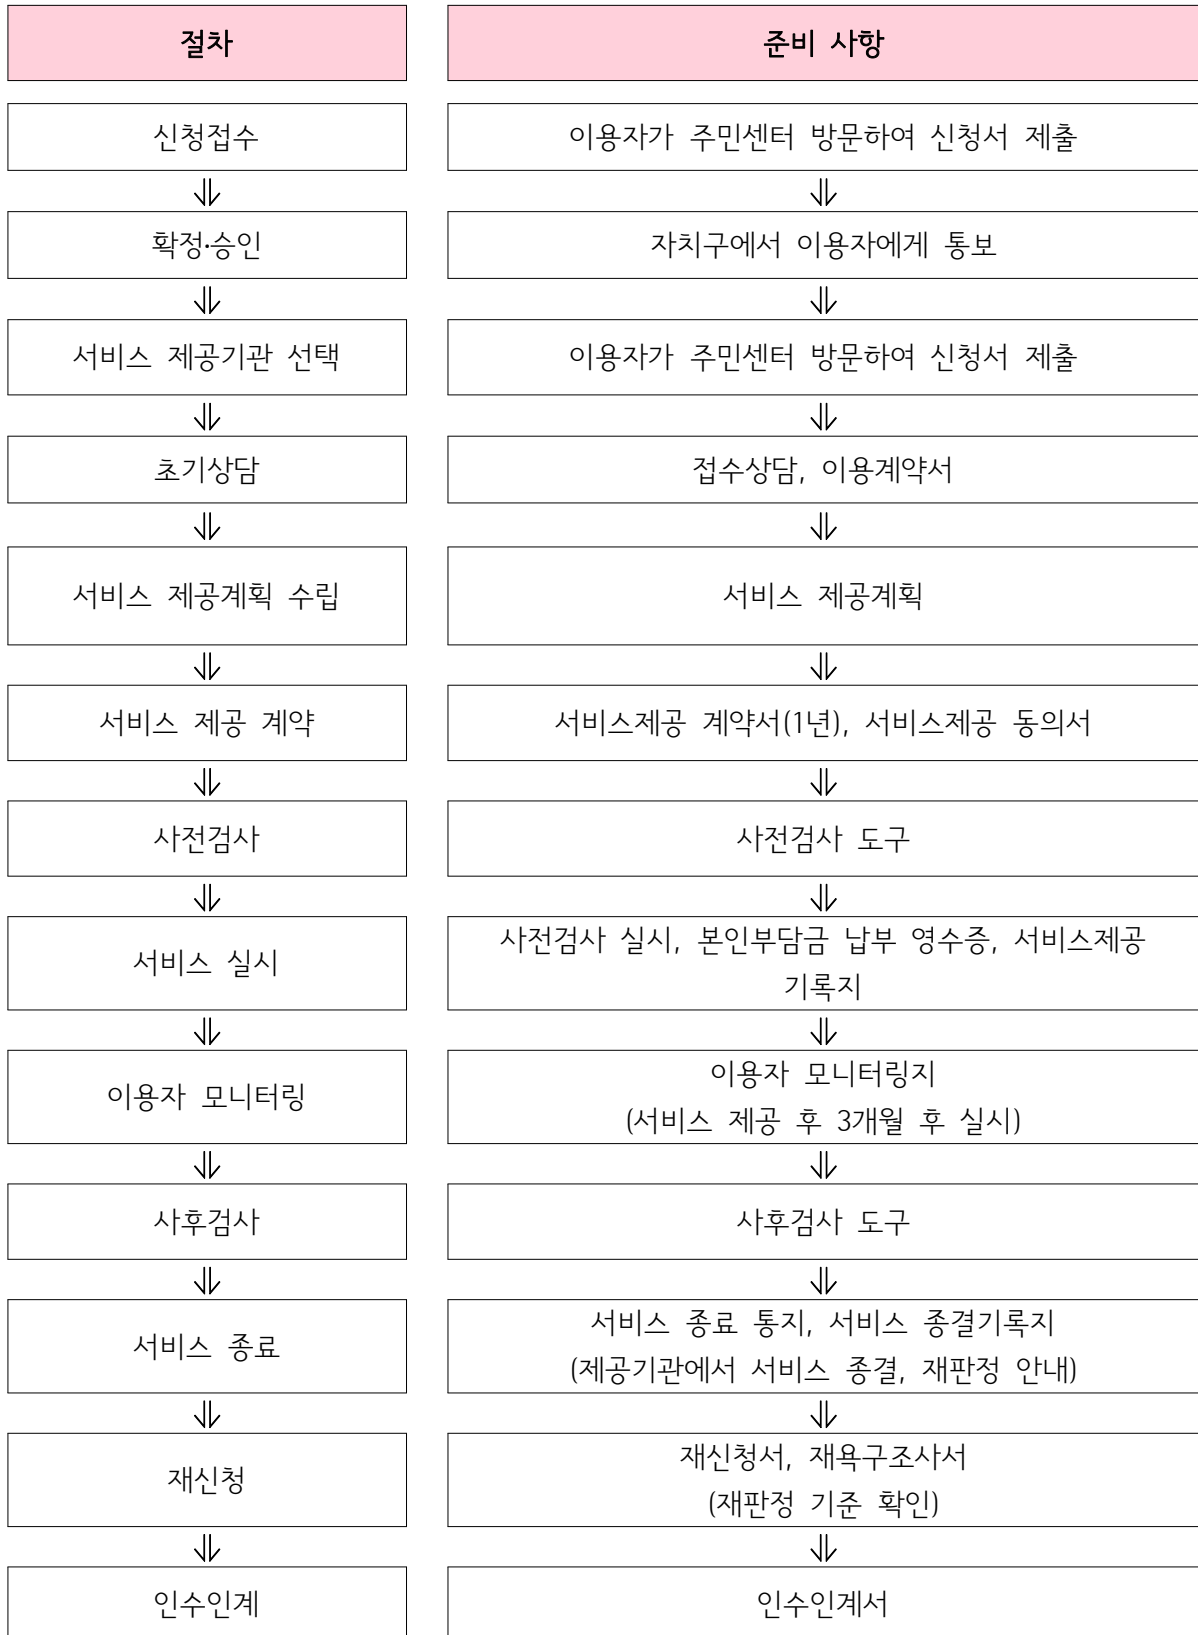 절차
준비 사항
신청접수
이용자가 주민센터 방문하여 신청서 제출
⇓
⇓
확정·승인
자치구에서 이용자에게 통보
⇓
⇓
서비스 제공기관 선택
이용자가 주민센터 방문하여 신청서 제출
⇓
⇓
초기상담
접수상담, 이용계약서
⇓
⇓
서비스 제공계획 수립
서비스 제공계획
⇓
⇓
서비스 제공 계약
서비스제공 계약서(1년), 서비스제공 동의서
⇓
⇓
사전검사
사전검사 도구
⇓
⇓
서비스 실시
사전검사 실시, 본인부담금 납부 영수증, 서비스제공
기록지
⇓
⇓
이용자 모니터링
이용자 모니터링지
(서비스 제공 후 3개월 후 실시)
⇓
⇓
사후검사
사후검사 도구
⇓
⇓
서비스 종료
서비스 종료 통지, 서비스 종결기록지
(제공기관에서 서비스 종결, 재판정 안내)
⇓
⇓
재신청
재신청서, 재욕구조사서
(재판정 기준 확인)
⇓
⇓
인수인계
인수인계서